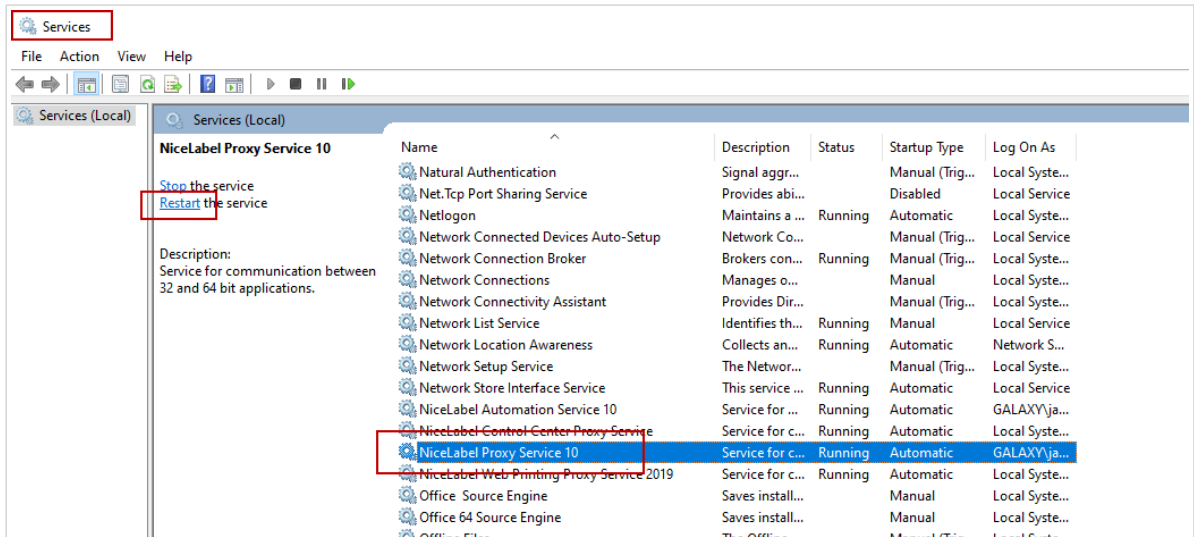 Services
File Action View Help
Services (Local)
Services (Local)
NiceLabel Proxy Service 10
Stop the service
Restart the service
Description:
Service for communication between
32 and 64 bit applications.
Name Description Status Startup Type Log On As
Natural Authentication Signal aggr... Manual (Trig... Local Syste...
Net.Tcp Port Sharing Service Provides abi... Disabled Local Service
Netlogon Maintains a ... Running Automatic Local Syste...
Network Connected Devices Auto-Setup Network Co... Manual (Trig... Local Service
Network Connection Broker Brokers con... Running Manual (Trig... Local Syste...
Network Connections Manages o... Manual Local Syste...
Network Connectivity Assistant Provides Dir... Manual (Trig... Local Syste...
Network List Service Identifies th... Running Manual Local Service
Network Location Awareness Collects an... Running Automatic Network S...
Network Setup Service The Networ... Manual (Trig... Local Syste...
Network Store Interface Service This service ... Running Automatic Local Service
NiceLabel Automation Service 10 Service for ... Running Automatic GALAXY\ja...
NiceLabel Control Center Proxy Service Service for c... Running Automatic Local Syste...
NiceLabel Proxy Service 10 Service for c... Running Automatic GALAXY\ja...
NiceLabel Web Printing Proxy Service 2019 Service for c... Running Automatic Local Syste...
Office Source Engine Saves install... Manual Local Syste...
Office 64 Source Engine Saves install... Manual Local Syste...
Offline Files The Offline... Manual (Trig... Local Syste...